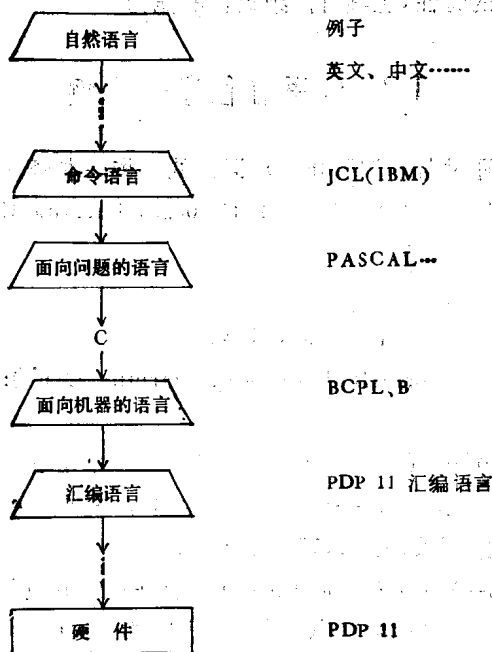 自然语言
例子
英文、中文……
命令语言
JCL(IBM)
面向问题的语言
PASCAL…
C
面向机器的语言
BCPL、B
汇编语言
PDP 11 汇编语言
硬 件
PDP 11